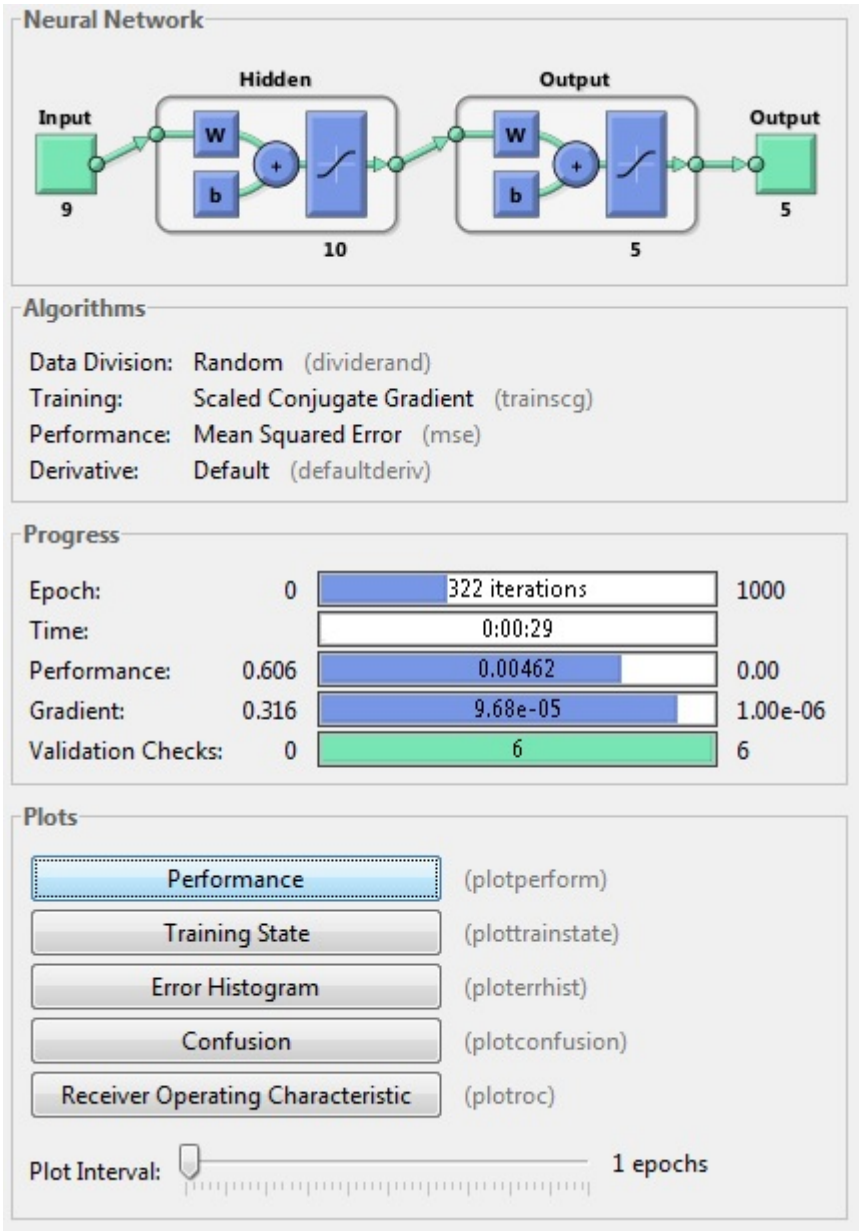 Neural Network
Hidden
Output
Input
Output
W
b
+
W
b
+
9
10
5
5
Algorithms
Data Division: Random (dividerand)
Training: Scaled Conjugate Gradient (trainscg)
Performance: Mean Squared Error (mse)
Derivative: Default (defaultderiv)
Progress
Epoch: 0 322 iterations 1000
Time: 0:00:29
Performance: 0.606 0.00462 0.00
Gradient: 0.316 9.68e-05 1.00e-06
Validation Checks: 0 6 6
Plots
Performance (plotperform)
Training State (plottrainstate)
Error Histogram (ploterrhist)
Confusion (plotconfusion)
Receiver Operating Characteristic (plotroc)
Plot Interval: 1 epochs